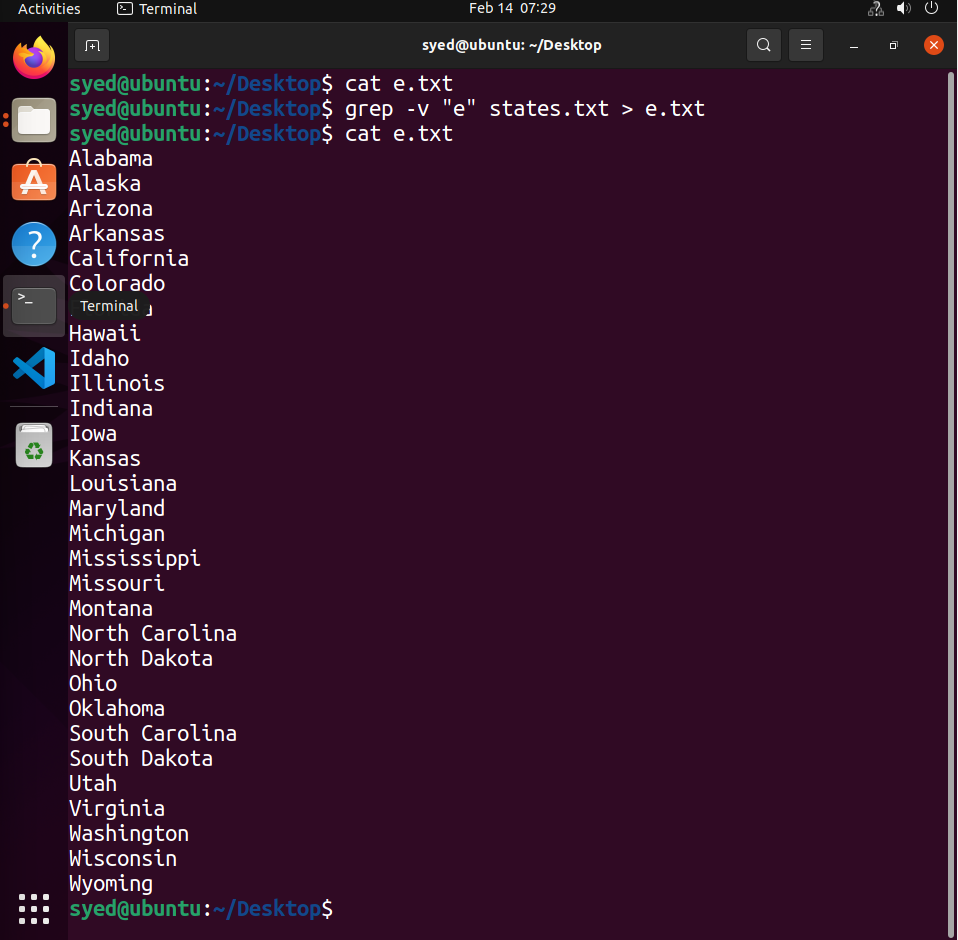 Activities Terminal Feb 14 07:29
syed@ubuntu: ~/Desktop
syed@ubuntu:~/Desktop$ cat e.txt
syed@ubuntu:~/Desktop$ grep -v "e" states.txt > e.txt
syed@ubuntu:~/Desktop$ cat e.txt
Alabama
Alaska
Arizona
Arkansas
California
Colorado
Terminal
Hawaii
Idaho
Illinois
Indiana
Iowa
Kansas
Louisiana
Maryland
Michigan
Mississippi
Missouri
Montana
North Carolina
North Dakota
Ohio
Oklahoma
South Carolina
South Dakota
Utah
Virginia
Washington
Wisconsin
Wyoming
syed@ubuntu:~/Desktop$